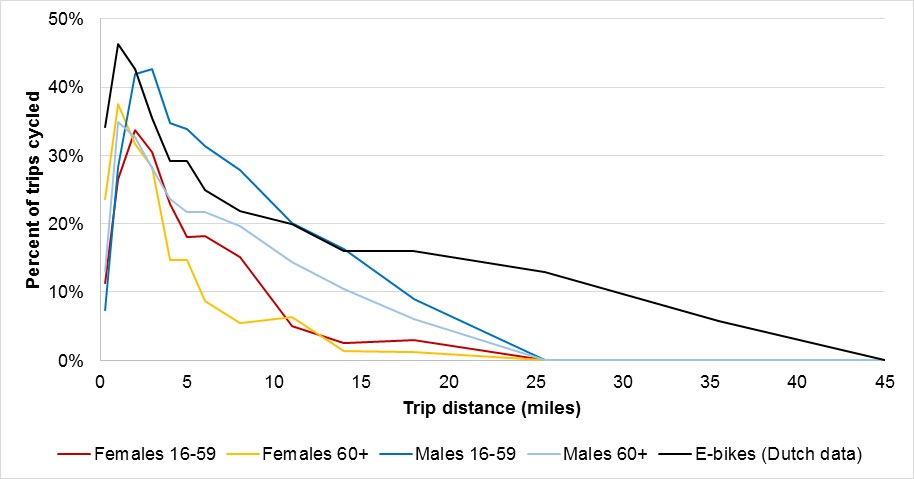 50%
40%
30%
20%
10%
0%
Percent of trips cycled
0 5 10 15 20 25 30 35 40 45
Trip distance (miles)
Females 16-59 Females 60+ Males 16-59 Males 60+ E-bikes (Dutch data)